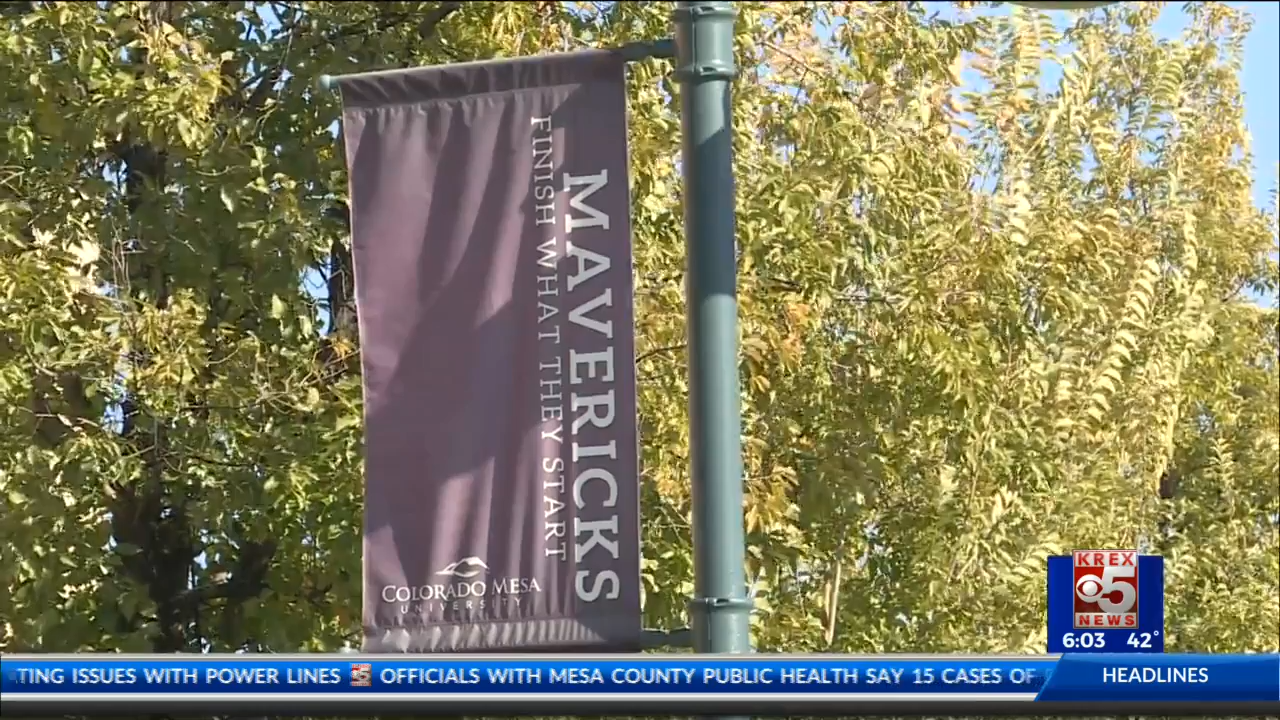 MAVERICKS
FINISH WHAT THEY START
COLORADO MESA
UNIVERSITY
KREX
5
NEWS
6:03 42°
TING ISSUES WITH POWER LINES 5 OFFICIALS WITH MESA COUNTY PUBLIC HEALTH SAY 15 CASES OF
HEADLINES